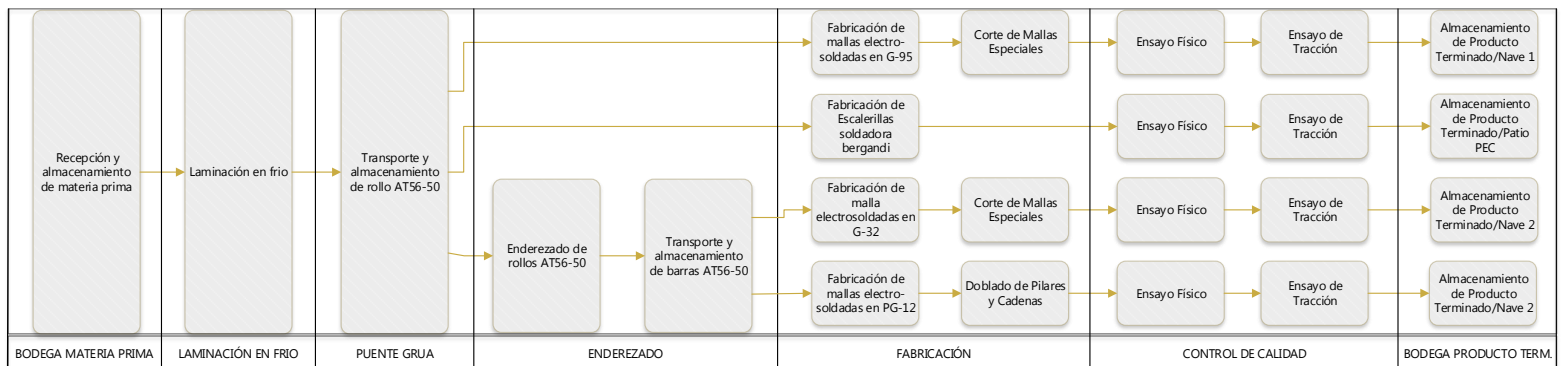 Recepción y
almacenamiento
de materia prima
Laminación en frio
Transporte y
almacenamiento
de rollo AT56-50
Enderezado de
rollos AT56-50
Transporte y
almacenamiento
de barras AT56-50
Fabricación de
mallas electro-
soldadas en G-95
Corte de Mallas
Especiales
Ensayo Físico
Ensayo de
Tracción
Almacenamiento
de Producto
Terminado/Nave 1
Fabricación de
Escalerillas
soldadora
bergandi
Ensayo Físico
Ensayo de
Tracción
Almacenamiento
de Producto
Terminado/Patio
PEC
Fabricación de
malla
electrosoldadas en
G-32
Corte de Mallas
Especiales
Ensayo Físico
Ensayo de
Tracción
Almacenamiento
de Producto
Terminado/Nave 2
Fabricación de
mallas electro-
soldadas en PG-12
Doblado de Pilares
y Cadenas
Ensayo Físico
Ensayo de
Tracción
Almacenamiento
de Producto
Terminado/Nave 2
BODEGA MATERIA PRIMA
LAMINACIÓN EN FRIO
PUENTE GRUA
ENDEREZADO
FABRICACIÓN
CONTROL DE CALIDAD
BODEGA PRODUCTO TERM.